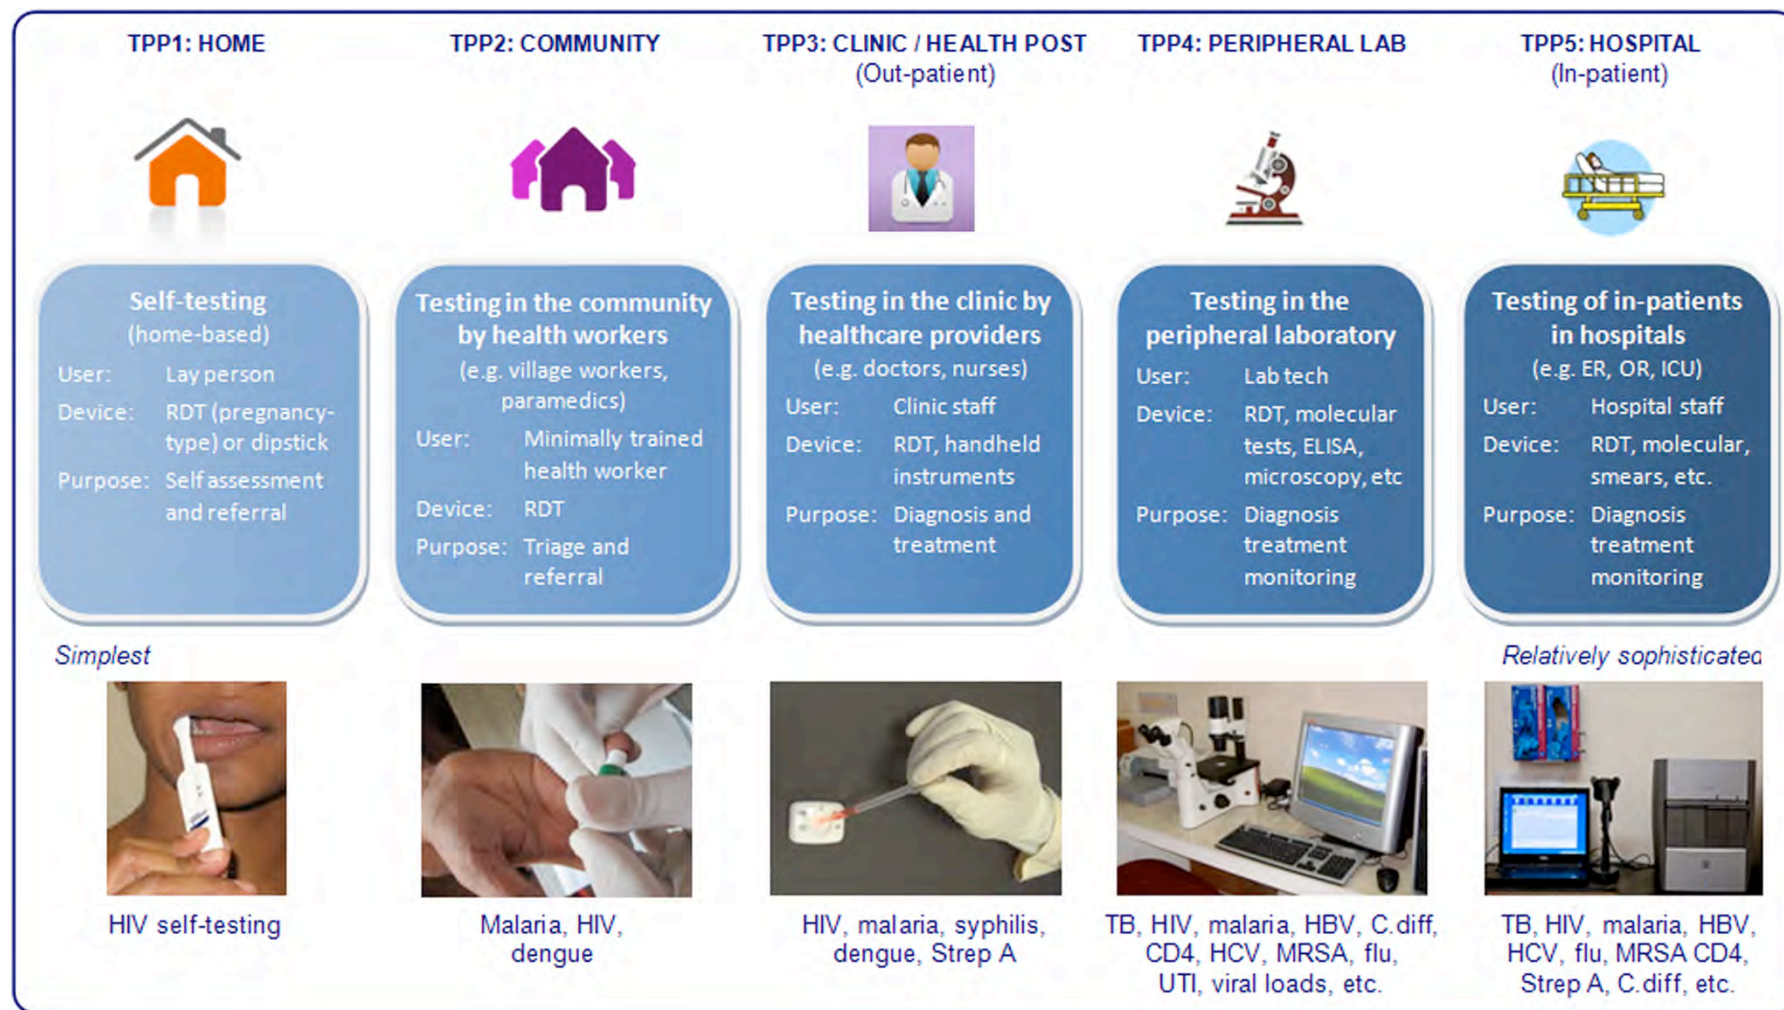 TPP1: HOME
TPP2: COMMUNITY
TPP3: CLINIC / HEALTH POST
(Out-patient)
TPP4: PERIPHERAL LAB
TPP5: HOSPITAL
(In-patient)
Self-testing
(home-based)
User: Lay person
Device: RDT (pregnancy-
type) or dipstick
Purpose: Self assessment
and referral
Testing in the community
by health workers
(e.g. village workers,
paramedics)
User: Minimally trained
health worker
Device: RDT
Purpose: Triage and
referral
Testing in the clinic by
healthcare providers
(e.g. doctors, nurses)
User: Clinic staff
Device: RDT, handheld
instruments
Purpose: Diagnosis and
treatment
Testing in the
peripheral laboratory
User: Lab tech
Device: RDT, molecular
tests, ELISA,
microscopy, etc
Purpose: Diagnosis
treatment
monitoring
Testing of in-patients
in hospitals
(e.g. ER, OR, ICU)
User: Hospital staff
Device: RDT, molecular,
smears, etc.
Purpose: Diagnosis
treatment
monitoring
Simplest
Relatively sophisticated
HIV self-testing
Malaria, HIV,
dengue
HIV, malaria, syphilis,
dengue, Strep A
TB, HIV, malaria, HBV, C.diff,
CD4, HCV, MRSA, flu,
UTI, viral loads, etc.
TB, HIV, malaria, HBV,
HCV, flu, MRSA CD4,
Strep A, C.diff, etc.